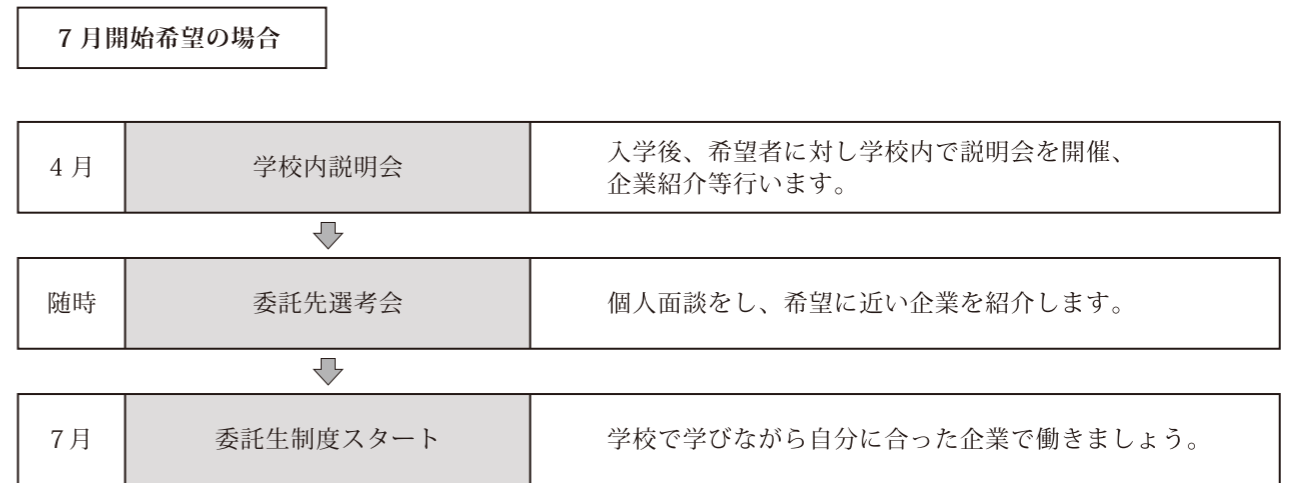 7 月開始希望の場合
4 月
学校内説明会
入学後、希望者に対し学校内で説明会を開催、
企業紹介等行います。
随時
委託先選考会
個人面談をし、希望に近い企業を紹介します。
7 月
委託生制度スタート
学校で学びながら自分に合った企業で働きましょう。